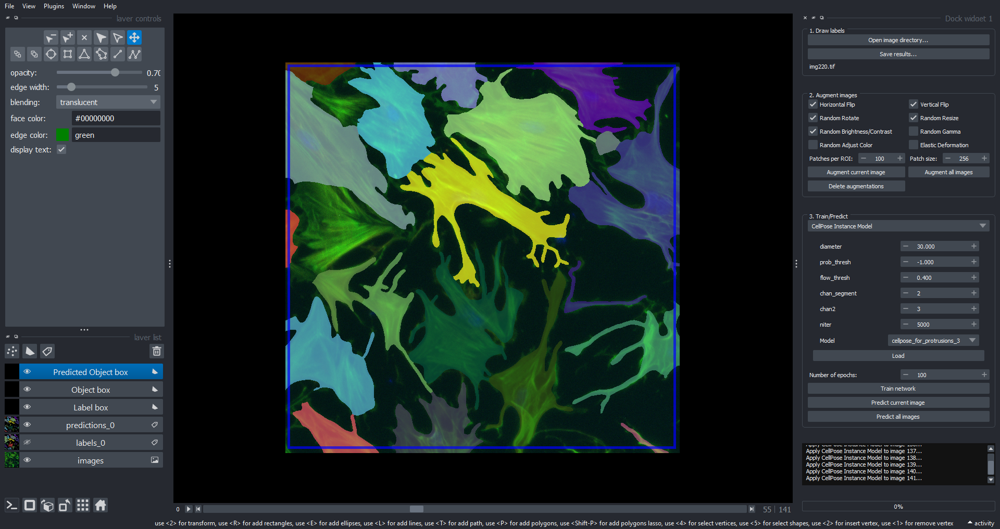 File View Plugins Window Help
layer controls
opacity: 0.70
edge width: 5
blending: translucent
face color: #00000000
edge color: green
display text:
layer list
Predicted Object box
Object box
Label box
predictions_0
labels_0
images
0 55 141
Dock widget 1
1. Draw labels
Open image directory...
Save results...
img220.tif
2. Augment images
Horizontal Flip Vertical Flip
Random Rotate Random Resize
Random Brightness/Contrast Random Gamma
Random Adjust Color Elastic Deformation
Patches per ROI: 100 Patch size: 256
Augment current image Augment all images
Delete augmentations
3. Train/Predict
CellPose Instance Model
diameter 30.000
prob_thresh -1.000
flow_thresh 0.400
chan_segment 2
chan2 3
niter 5000
Model cellpose_for_protrusions_3
Load
Number of epochs: 100
Train network
Predict current image
Predict all images
Apply CellPose Instance Model to image 137...
Apply CellPose Instance Model to image 138...
Apply CellPose Instance Model to image 139...
Apply CellPose Instance Model to image 140...
Apply CellPose Instance Model to image 141...
0%
use <2> for transform, use <R> for add rectangles, use <E> for add ellipses, use <L> for add lines, use <T> for add path, use <P> for add polygons, use <Shift-P> for add polygons lasso, use <4> for select vertices, use <5> for select shapes, use <2> for insert vertex, use <1> for remove vertex activity